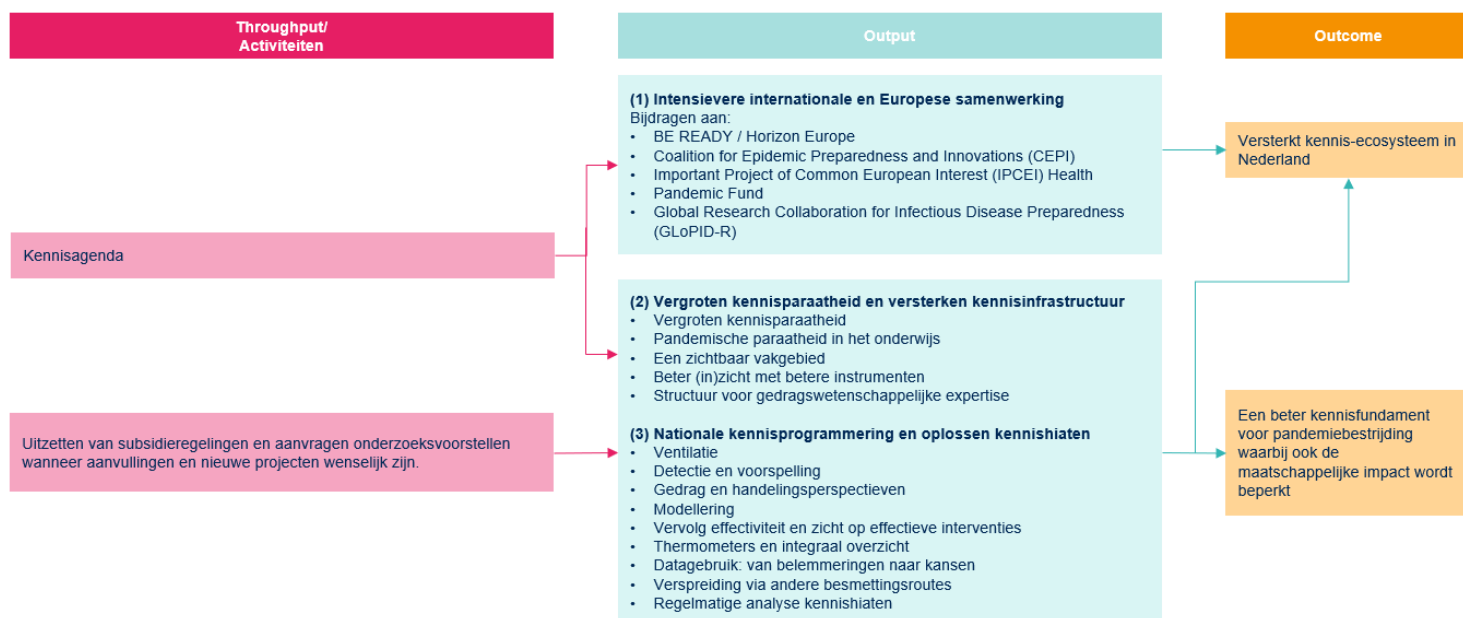 Throughput/
Activiteiten
Output
Outcome
Kennisagenda
Uitzetten van subsidieregelingen en aanvragen onderzoeksvoorstellen
wanneer aanvullingen en nieuwe projecten wenselijk zijn.
(1) Intensievere internationale en Europese samenwerking
Bijdragen aan:
• BE READY / Horizon Europe
• Coalition for Epidemic Preparedness and Innovations (CEPI)
• Important Project of Common European Interest (IPCEI) Health
• Pandemic Fund
• Global Research Collaboration for Infectious Disease Preparedness
(GLoPID-R)
(2) Vergroten kennisparaatheid en versterken kennisinfrastructuur
• Vergroten kennisparaatheid
• Pandemische paraatheid in het onderwijs
• Een zichtbaar vakgebied
• Beter (in)zicht met betere instrumenten
• Structuur voor gedragswetenschappelijke expertise
(3) Nationale kennisprogrammering en oplossen kennishiaten
• Ventilatie
• Detectie en voorspelling
• Gedrag en handelingsperspectieven
• Modellering
• Vervolg effectiviteit en zicht op effectieve interventies
• Thermometers en integraal overzicht
• Datagebruik: van belemmeringen naar kansen
• Verspreiding via andere besmettingsroutes
• Regelmatige analyse kennishiaten
Versterkt kennis-ecosysteem in
Nederland
Een beter kennisfundament
voor pandemiebestrijding
waarbij ook de
maatschappelijke impact wordt
beperkt